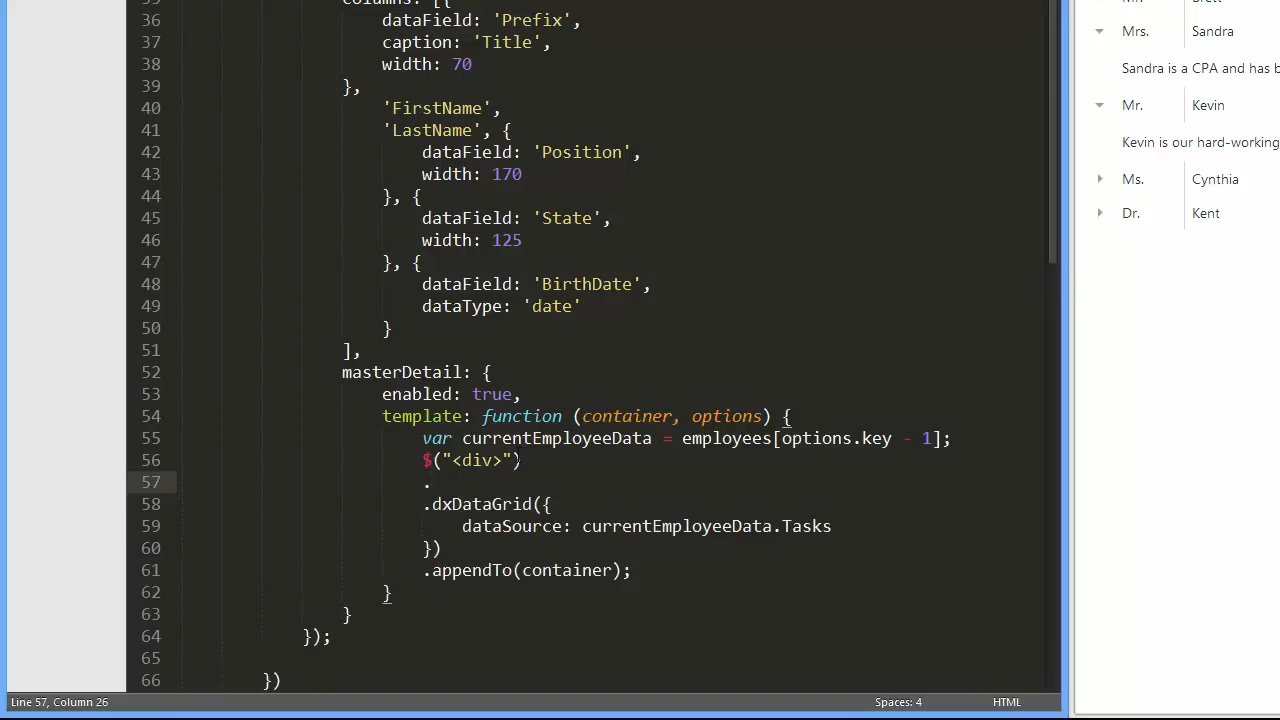 columns: [{
36 dataField: 'Prefix',
37 caption: 'Title',
38 width: 70
39 },
40 'FirstName',
41 'LastName', {
42 dataField: 'Position',
43 width: 170
44 }, {
45 dataField: 'State',
46 width: 125
47 }, {
48 dataField: 'BirthDate',
49 dataType: 'date'
50 }
51 ],
52 masterDetail: {
53 enabled: true,
54 template: function (container, options) {
55 var currentEmployeeData = employees[options.key - 1];
56 $("<div>")
57 .
58 .dxDataGrid({
59 dataSource: currentEmployeeData.Tasks
60 })
61 .appendTo(container);
62 }
63 }
64 });
65
66 })
Line 57, Column 26 Spaces: 4 HTML
Mrs. Sandra
Sandra is a CPA and has
Mr. Kevin
Kevin is our hard-working
Ms. Cynthia
Dr. Kent